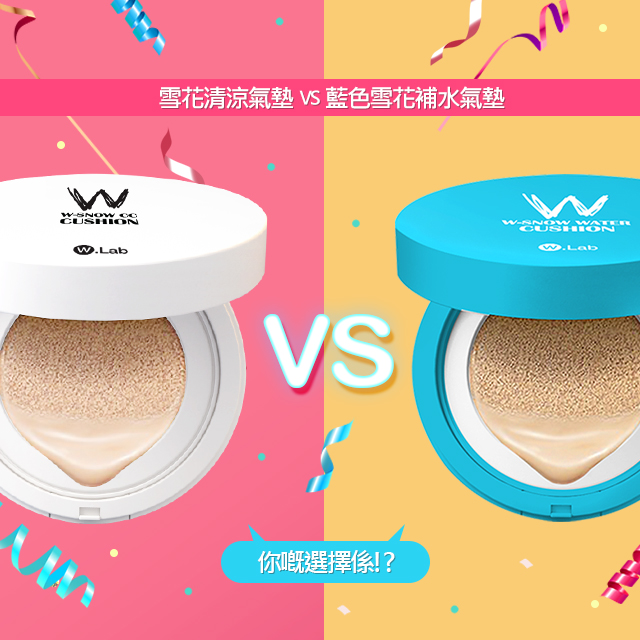 雪花清涼氣墊 VS 藍色雪花補水氣墊
W
W-SNOW CC
CUSHION
W.Lab
W
W-SNOW WATER
CUSHION
W.Lab
VS
你嘅選擇係!?